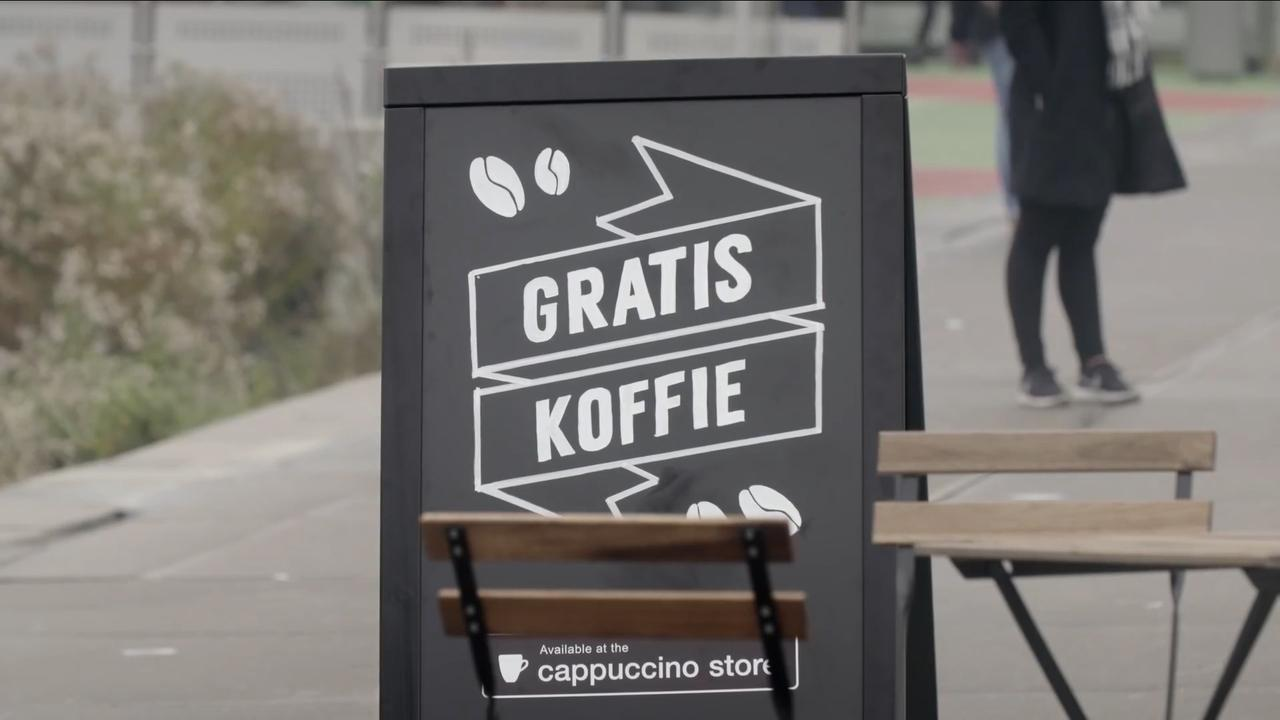 GRATIS
KOFFIE
Available at the
cappuccino store